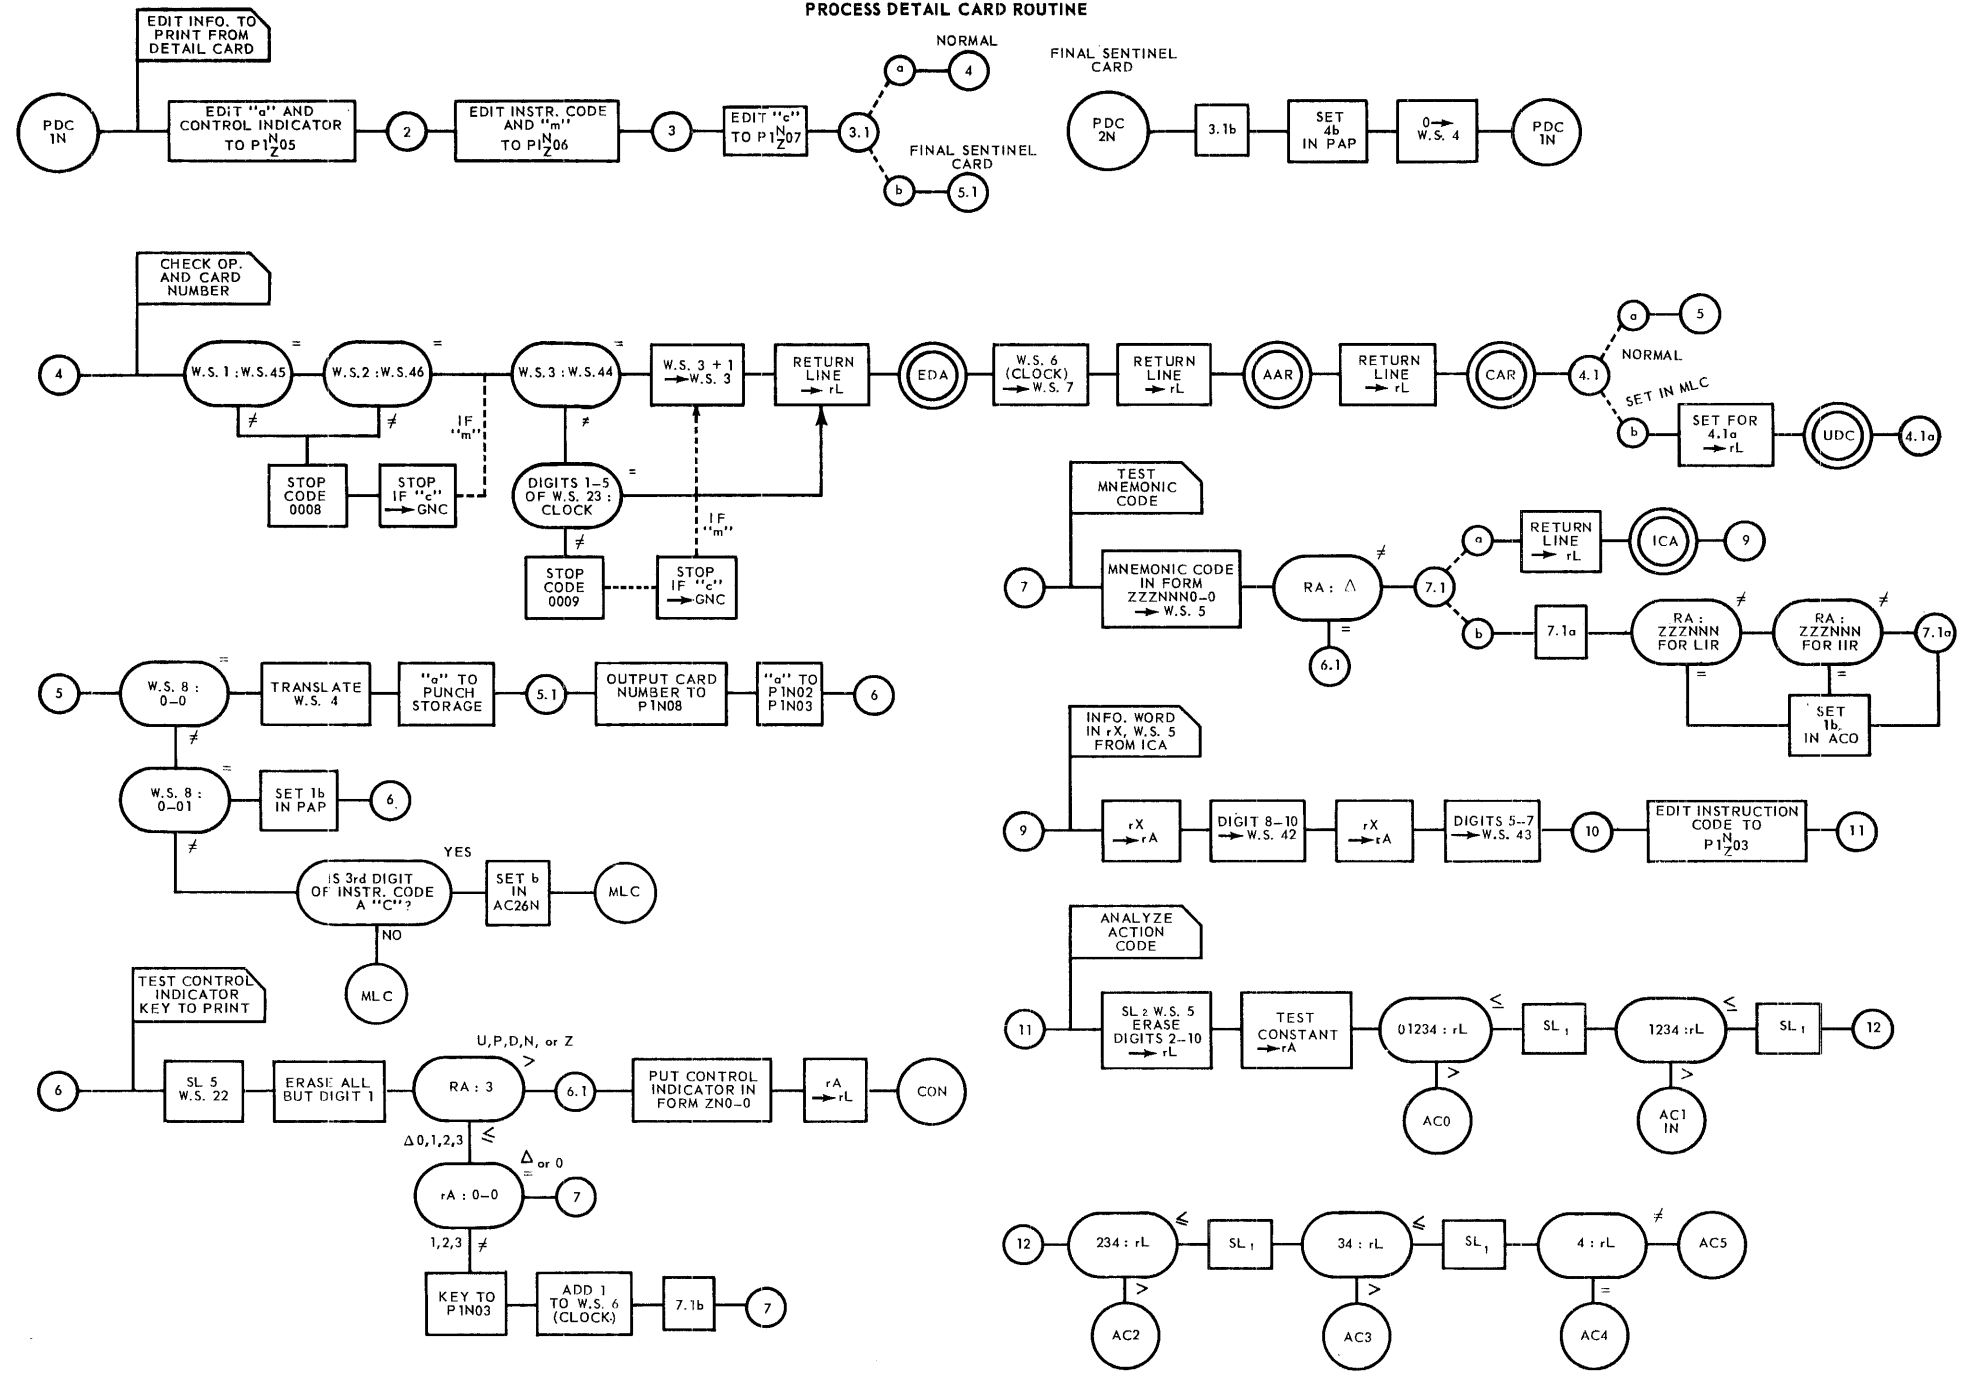 PROCESS DETAIL CARD ROUTINE
EDIT INFO. TO
PRINT FROM
DETAIL CARD
PDC
1N
EDIT "a" AND
CONTROL INDICATOR
TO P1N/Z05
2
EDIT INSTR. CODE
AND "m"
TO P1N/Z06
3
EDIT "c"
TO P1N/Z07
3.1
a
NORMAL
4
b
FINAL SENTINEL
CARD
5.1
FINAL SENTINEL
CARD
PDC
2N
3.1b
SET
4b
IN PAP
0→
W.S. 4
PDC
1N
CHECK OP.
AND CARD
NUMBER
4
W.S. 1 : W.S. 45
=
≠
W.S. 2 : W.S. 46
=
≠
STOP
CODE
0008
STOP
IF "c"
→ GNC
IF
"m"
W.S. 3 : W.S. 44
=
≠
DIGITS 1-5
OF W.S. 23 :
CLOCK
=
≠
STOP
CODE
0009
STOP
IF "c"
→ GNC
IF
"m"
W.S. 3 + 1
→ W.S. 3
RETURN
LINE
→ rL
EDA
W.S. 6
(CLOCK)
→ W.S. 7
RETURN
LINE
→ rL
AAR
RETURN
LINE
→ rL
CAR
4.1
a
5
NORMAL
SET IN MLC
b
SET FOR
4.1a
→ rL
UDC
4.1a
5
W.S. 8 :
0-0
=
≠
TRANSLATE
W.S. 4
"a" TO
PUNCH
STORAGE
5.1
OUTPUT CARD
NUMBER TO
P1N08
"a" TO
P1N02
P1N03
6
W.S. 8 :
0-01
=
≠
SET 1b
IN PAP
6
IS 3rd DIGIT
OF INSTR. CODE
A "C"?
YES
SET b
IN
AC26N
MLC
NO
MLC
TEST CONTROL
INDICATOR
KEY TO PRINT
6
SL 5
W.S. 22
ERASE ALL
BUT DIGIT 1
RA : 3
U,P,D,N, or Z
>
6.1
PUT CONTROL
INDICATOR IN
FORM ZN0-0
rA
→ rL
CON
Δ 0,1,2,3
≤
rA : 0-0
Δ or 0
=
7
1,2,3
≠
KEY TO
P1N03
ADD 1
TO W.S. 6
(CLOCK)
7.1b
7
TEST
MNEMONIC
CODE
7
MNEMONIC CODE
IN FORM
ZZZNNN0-0
→ W.S. 5
RA : Δ
≠
=
6.1
7.1
a
RETURN
LINE
→ rL
ICA
9
b
7.1a
RA :
ZZZNNN
FOR LIR
≠
=
RA :
ZZZNNN
FOR IIR
≠
=
7.1a
SET
1b
IN ACO
INFO. WORD
IN rX, W.S. 5
FROM ICA
9
rX
→ rA
DIGIT 8-10
→ W.S. 42
rX
→ rA
DIGITS 5-7
→ W.S. 43
10
EDIT INSTRUCTION
CODE TO
P1N/Z03
11
ANALYZE
ACTION
CODE
11
SL2 W.S. 5
ERASE
DIGITS 2-10
→ rL
TEST
CONSTANT
→ rA
01234 : rL
≤
>
AC0
SL1
1234 : rL
≤
>
AC1
IN
SL1
12
12
234 : rL
≤
>
AC2
SL1
34 : rL
≤
>
AC3
SL1
4 : rL
≠
=
AC4
AC5